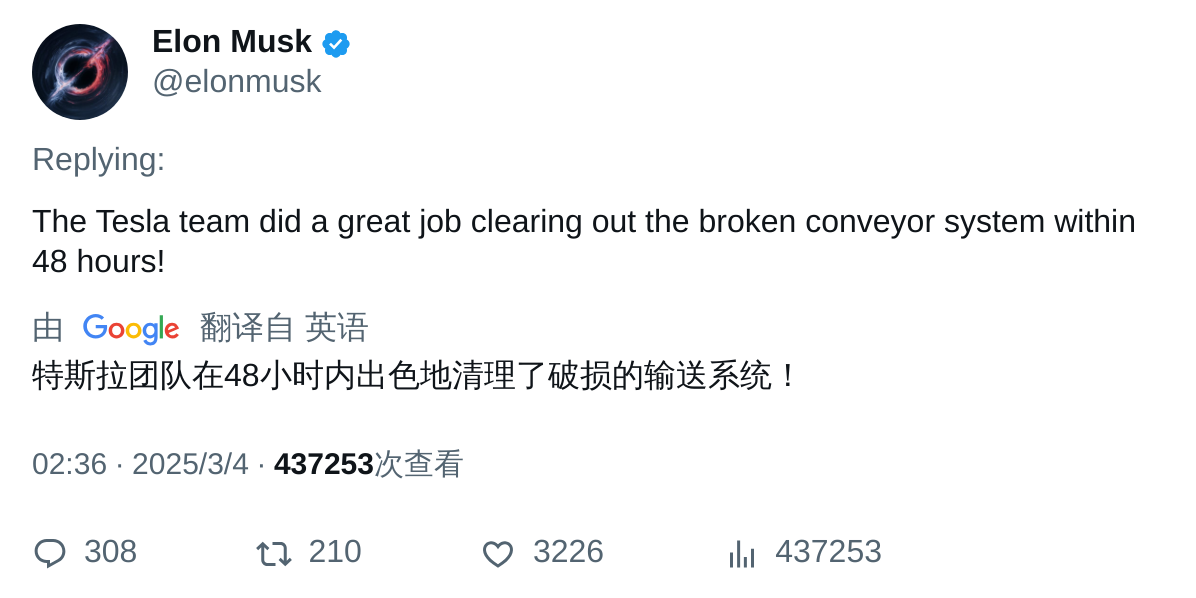 Elon Musk
@elonmusk
Replying:
The Tesla team did a great job clearing out the broken conveyor system within
48 hours!
由 Google 翻译自 英语
特斯拉团队在48小时内出色地清理了破损的输送系统！
02:36 · 2025/3/4 · 437253次查看
308 210 3226 437253